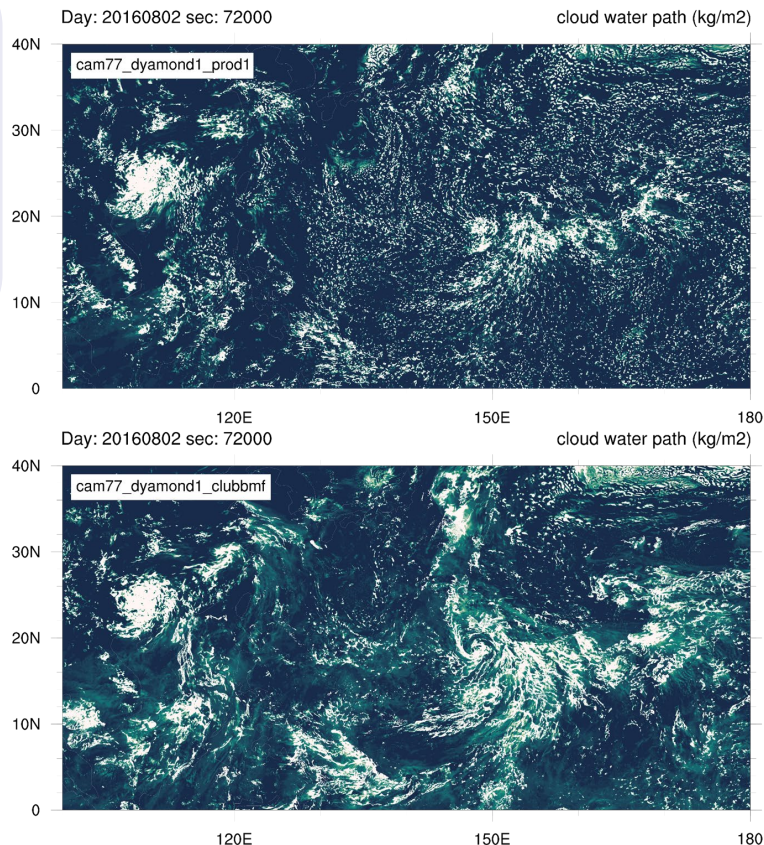 Day: 20160802 sec: 72000 cloud water path (kg/m2)
40N
cam77_dyamond1_prod1
30N
20N
10N
0
120E 150E 180
Day: 20160802 sec: 72000 cloud water path (kg/m2)
40N
cam77_dyamond1_clubbmf
30N
20N
10N
0
120E 150E 180